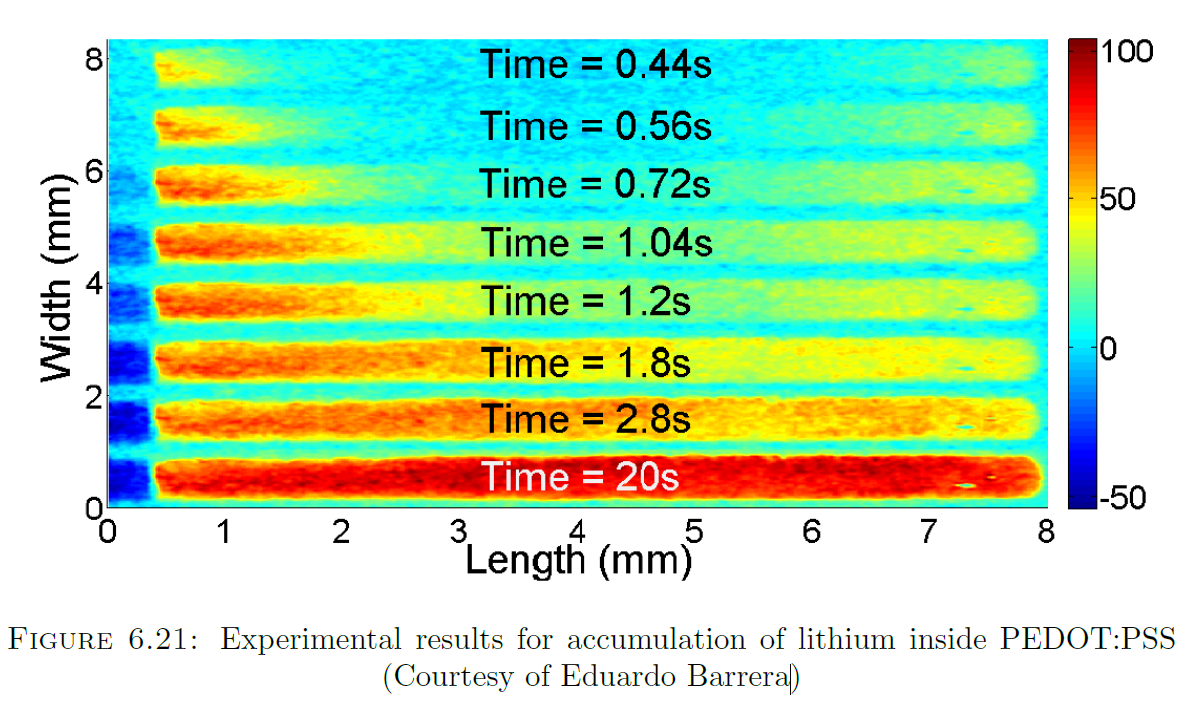 Time = 0.44s
Time = 0.56s
Time = 0.72s
Time = 1.04s
Time = 1.2s
Time = 1.8s
Time = 2.8s
Time = 20s
8
6
4
2
0
Width (mm)
0 1 2 3 4 5 6 7 8
Length (mm)
100
50
0
-50
FIGURE 6.21: Experimental results for accumulation of lithium inside PEDOT:PSS
(Courtesy of Eduardo Barrera)